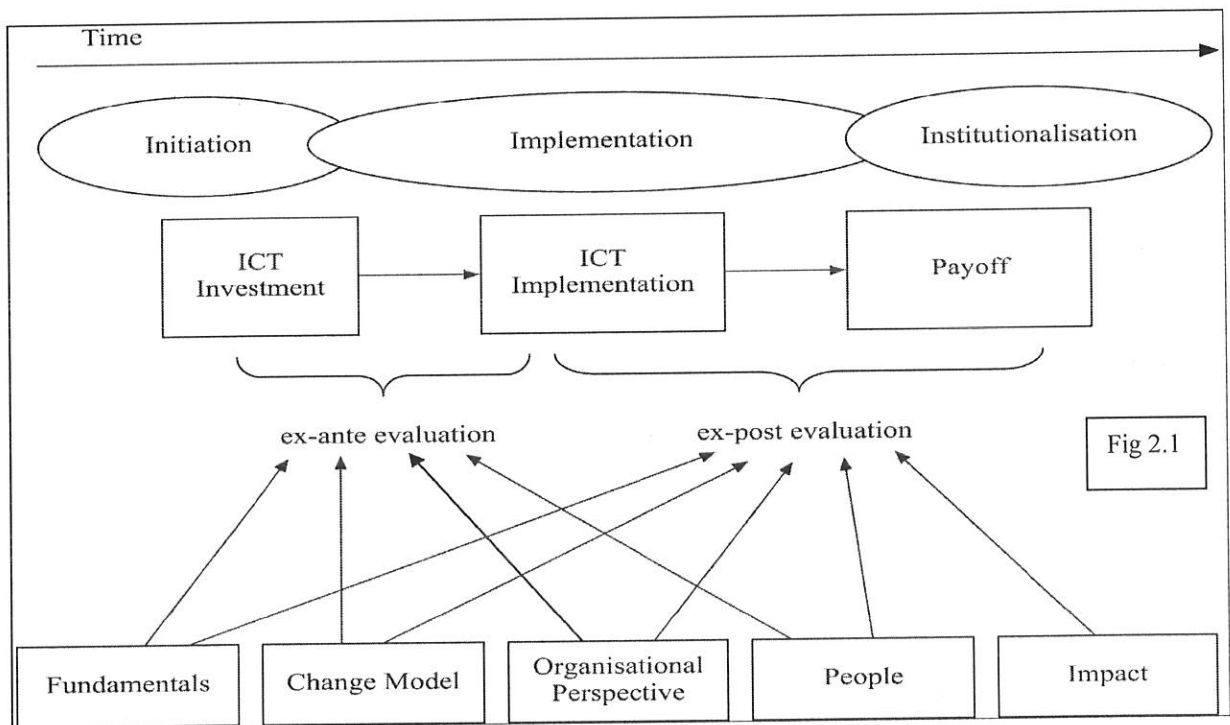 Time
Initiation
Implementation
Institutionalisation
ICT
Investment
ICT
Implementation
Payoff
ex-ante evaluation
ex-post evaluation
Fig 2.1
Fundamentals
Change Model
Organisational
Perspective
People
Impact